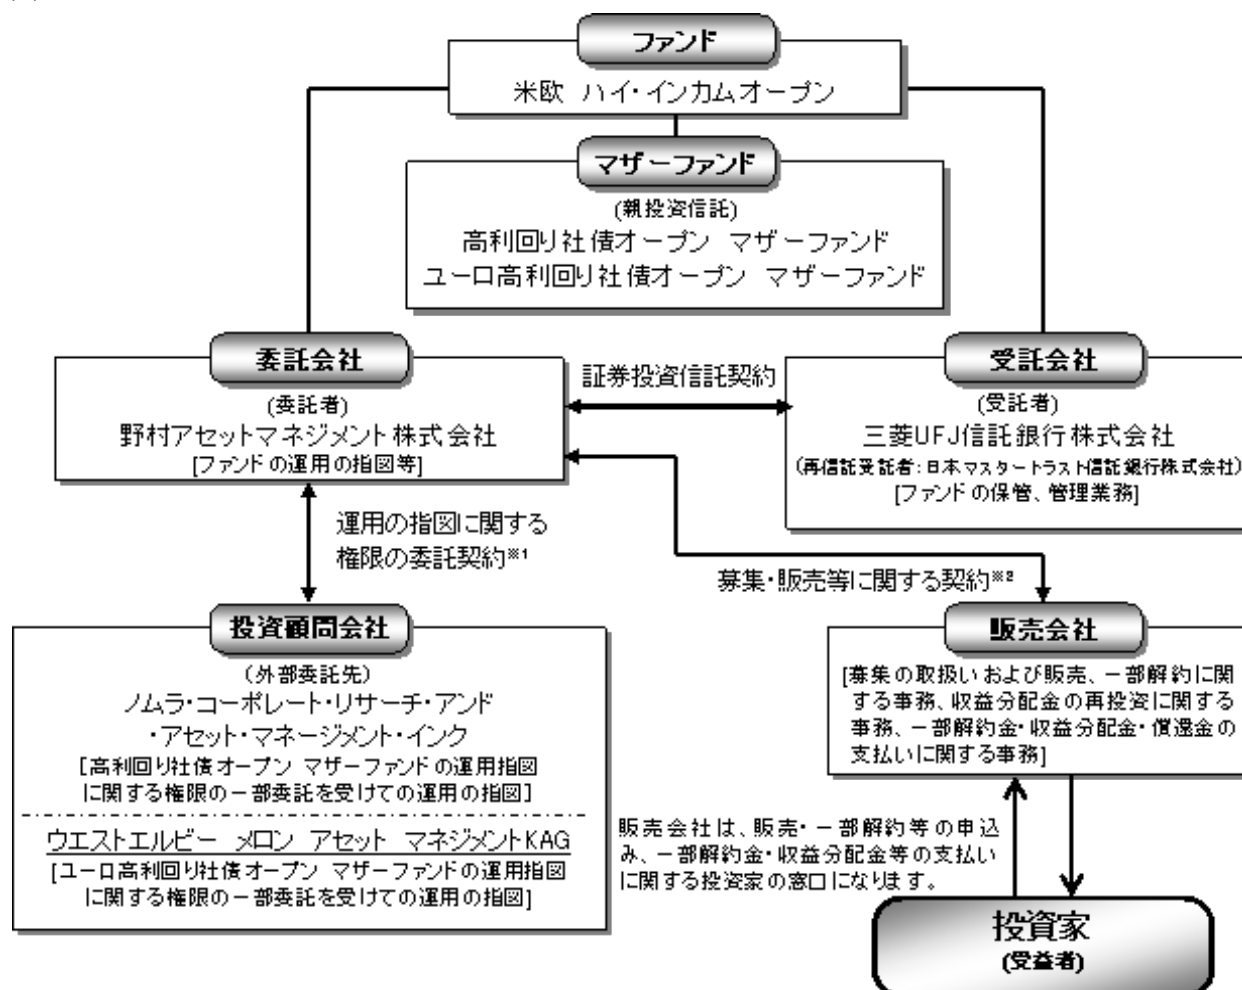 ファンド
米欧 ハイ・インカムオープン
マザーファンド
(親投資信託)
高利回り社債オープン マザーファンド
ユーロ高利回り社債オープン マザーファンド
委託会社
(委託者)
野村アセットマネジメント株式会社
[ファンドの運用の指図等]
証券投資信託契約
受託会社
(受託者)
三菱UFJ信託銀行株式会社
(再信託受託者:日本マスタートラスト信託銀行株式会社)
[ファンドの保管、管理業務]
運用の指図に関する
権限の委託契約※1
募集・販売等に関する契約※2
投資顧問会社
(外部委託先)
ノムラ・コーポレート・リサーチ・アンド
・アセット・マネージメント・インク
[高利回り社債オープン マザーファンドの運用指図
に関する権限の一部委託を受けての運用の指図]
ウエストエルビー メロン アセット マネジメントKAG
[ユーロ高利回り社債オープン マザーファンドの運用指図
に関する権限の一部委託を受けての運用の指図]
販売会社
[募集の取扱いおよび販売、一部解約に関
する事務、収益分配金の再投資に関する
事務、一部解約金・収益分配金・償還金の
支払いに関する事務]
販売会社は、販売・一部解約等の申込
み、一部解約金・収益分配金等の支払い
に関する投資家の窓口になります。
投資家
(受益者)